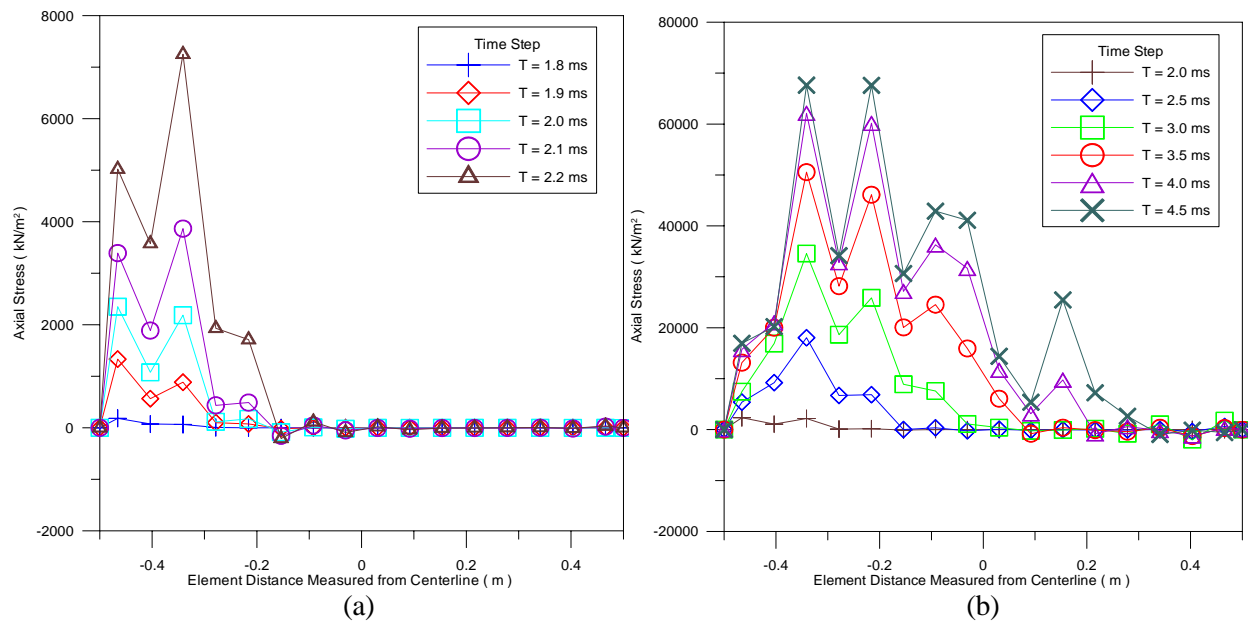 8000
6000
4000
2000
0
-2000
Axial Stress ( kN/m²)
Time Step
T = 1.8 ms
T = 1.9 ms
T = 2.0 ms
T = 2.1 ms
T = 2.2 ms
-0.4
-0.2
0
0.2
0.4
Element Distance Measured from Centerline ( m )
(a)
80000
60000
40000
20000
0
-20000
Axial Stress ( kN/m²)
Time Step
T = 2.0 ms
T = 2.5 ms
T = 3.0 ms
T = 3.5 ms
T = 4.0 ms
T = 4.5 ms
-0.4
-0.2
0
0.2
0.4
Element Distance Measured from Centerline ( m )
(b)